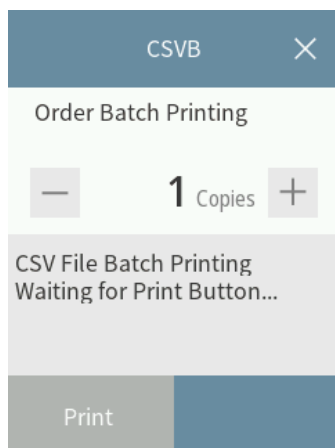 CSVB
Order Batch Printing
1 Copies
CSV File Batch Printing
Waiting for Print Button...
Print